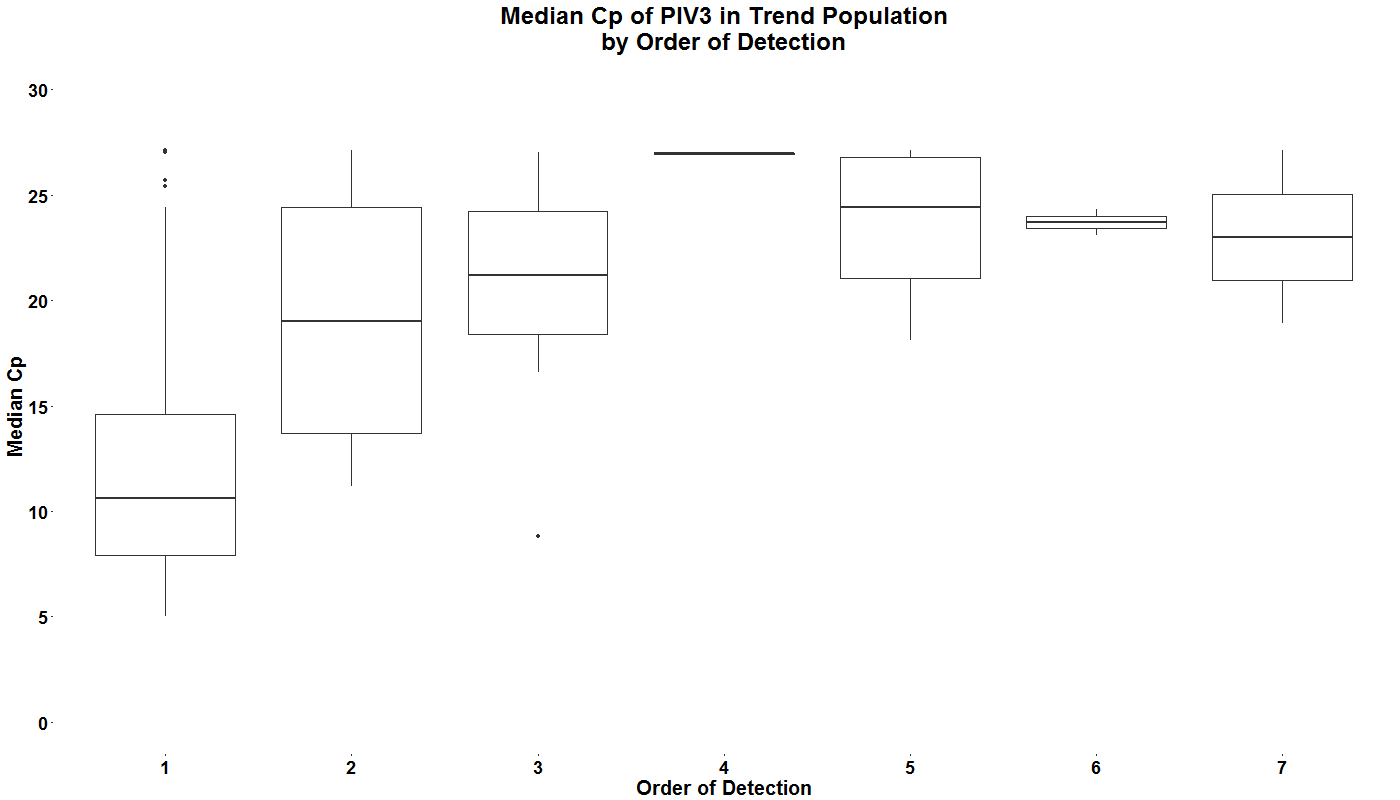 Median Cp of PIV3 in Trend Population
by Order of Detection
30
25
20
15
10
5
0
Median Cp
1 2 3 4 5 6 7
Order of Detection